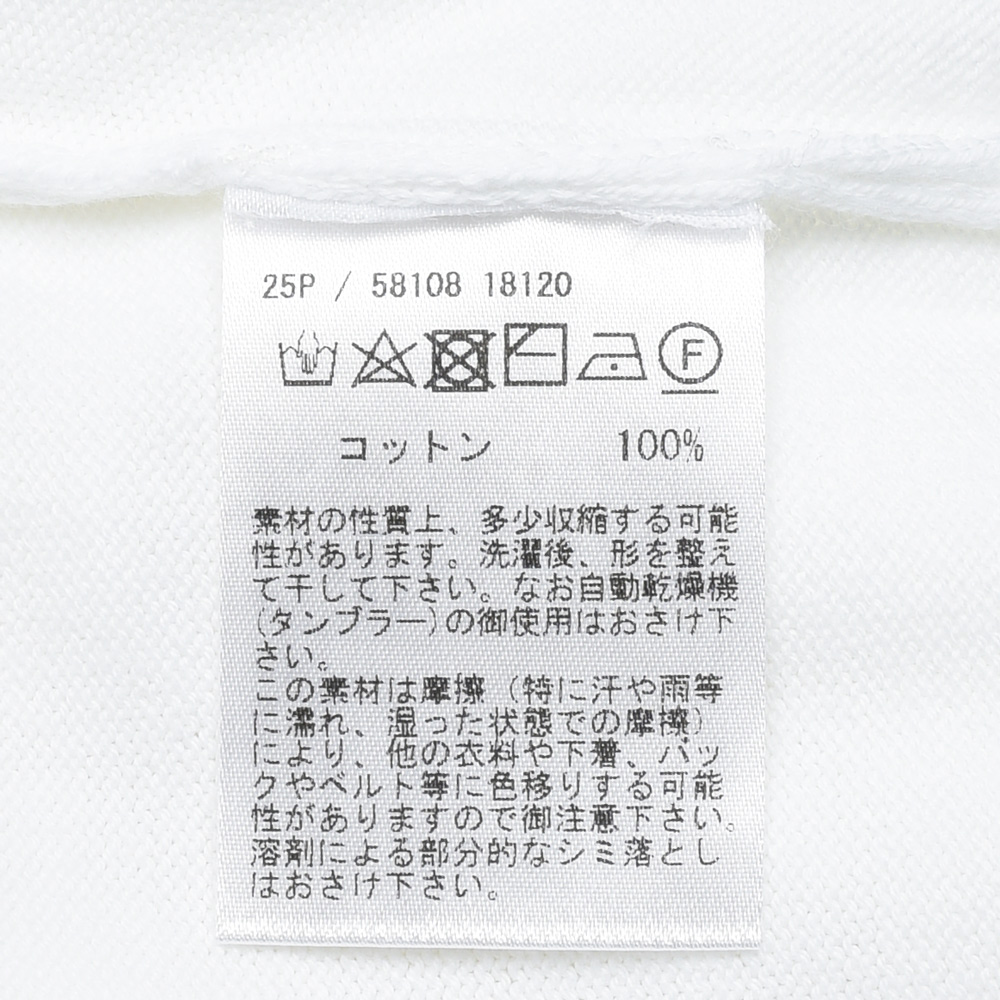 25P / 58108 18120
F
コットン 100%
素材の性質上、多少収縮する可能
性があります。洗濯後、形を整え
て干して下さい。なお自動乾燥機
(タンブラー)の御使用はおさけ下
さい。
この素材は摩擦（特に汗や雨等
に濡れ、湿った状態での摩擦）
により、他の衣料や下着、バッ
クやベルト等に色移りする可能
性がありますので御注意下さい。
溶剤による部分的なシミ落とし
はおさけ下さい。